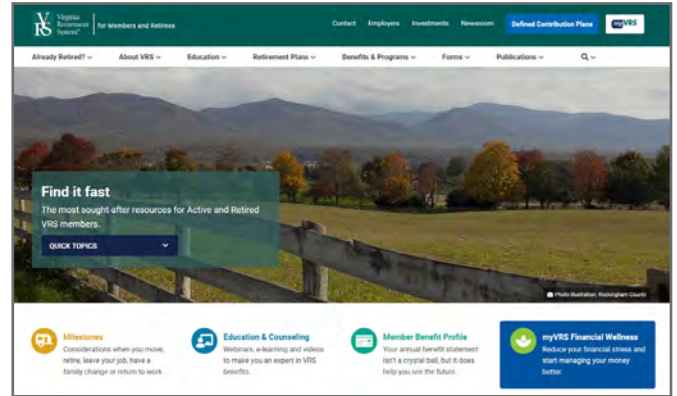 VRS
Virginia
Retirement
System®
for Members and Retirees
Contact Employers Investments Newsroom Defined Contribution Plans myVRS
Already Retired? About VRS Education Retirement Plans Benefits & Programs Forms Publications
Find it fast
The most sought-after resources for Active and Retired
VRS members.
QUICK TOPICS
Photo Illustration: Rockingham County
Milestones
Considerations when you move,
retire, leave your job, have a
family change or return to work.
Education & Counseling
Webinars, e-learning and videos
to make you an expert in VRS
benefits.
Member Benefit Profile
Your annual benefit statement
isn't a crystal ball, but it does
help you see the future.
myVRS Financial Wellness
Reduce your financial stress and
start managing your money
better.